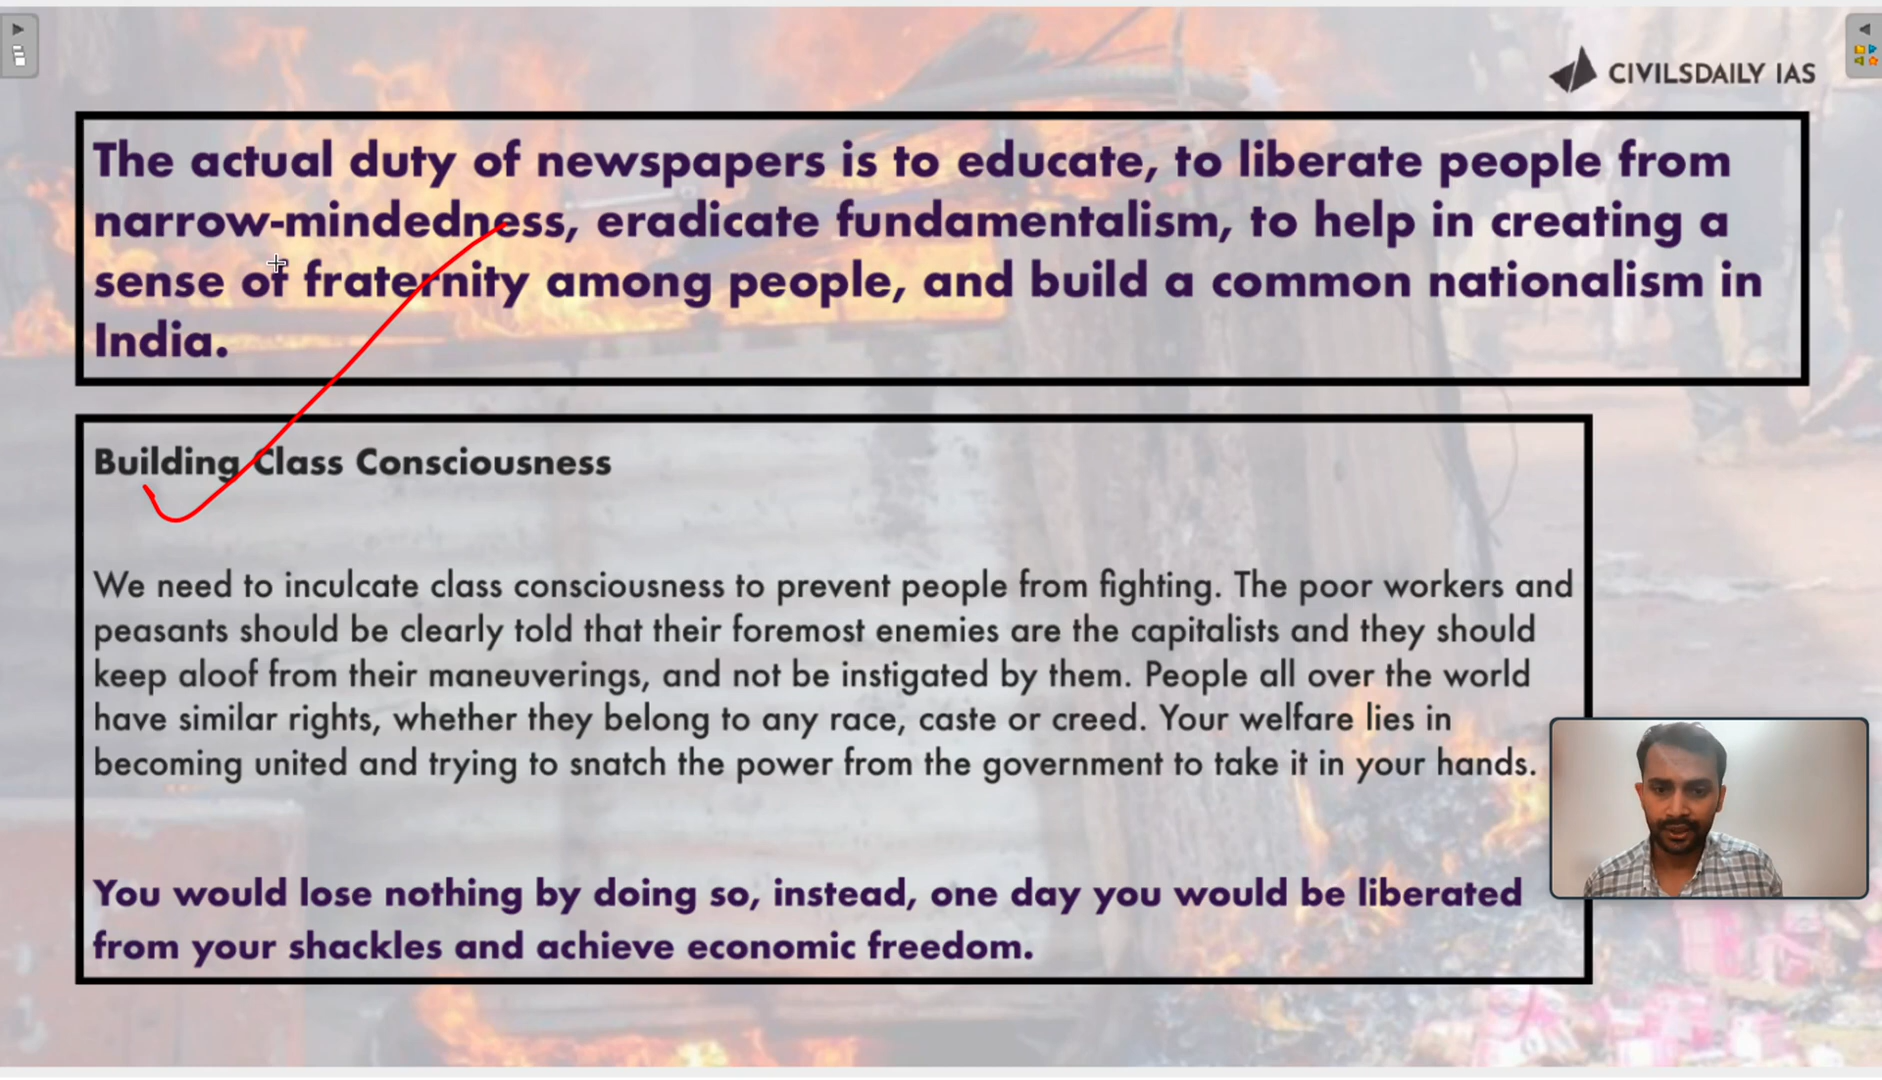 CIVILSDAILY IAS
The actual duty of newspapers is to educate, to liberate people from
narrow-mindedness, eradicate fundamentalism, to help in creating a
sense of fraternity among people, and build a common nationalism in
India.
Building Class Consciousness
We need to inculcate class consciousness to prevent people from fighting. The poor workers and
peasants should be clearly told that their foremost enemies are the capitalists and they should
keep aloof from their maneuverings, and not be instigated by them. People all over the world
have similar rights, whether they belong to any race, caste or creed. Your welfare lies in
becoming united and trying to snatch the power from the government to take it in your hands.
You would lose nothing by doing so, instead, one day you would be liberated
from your shackles and achieve economic freedom.